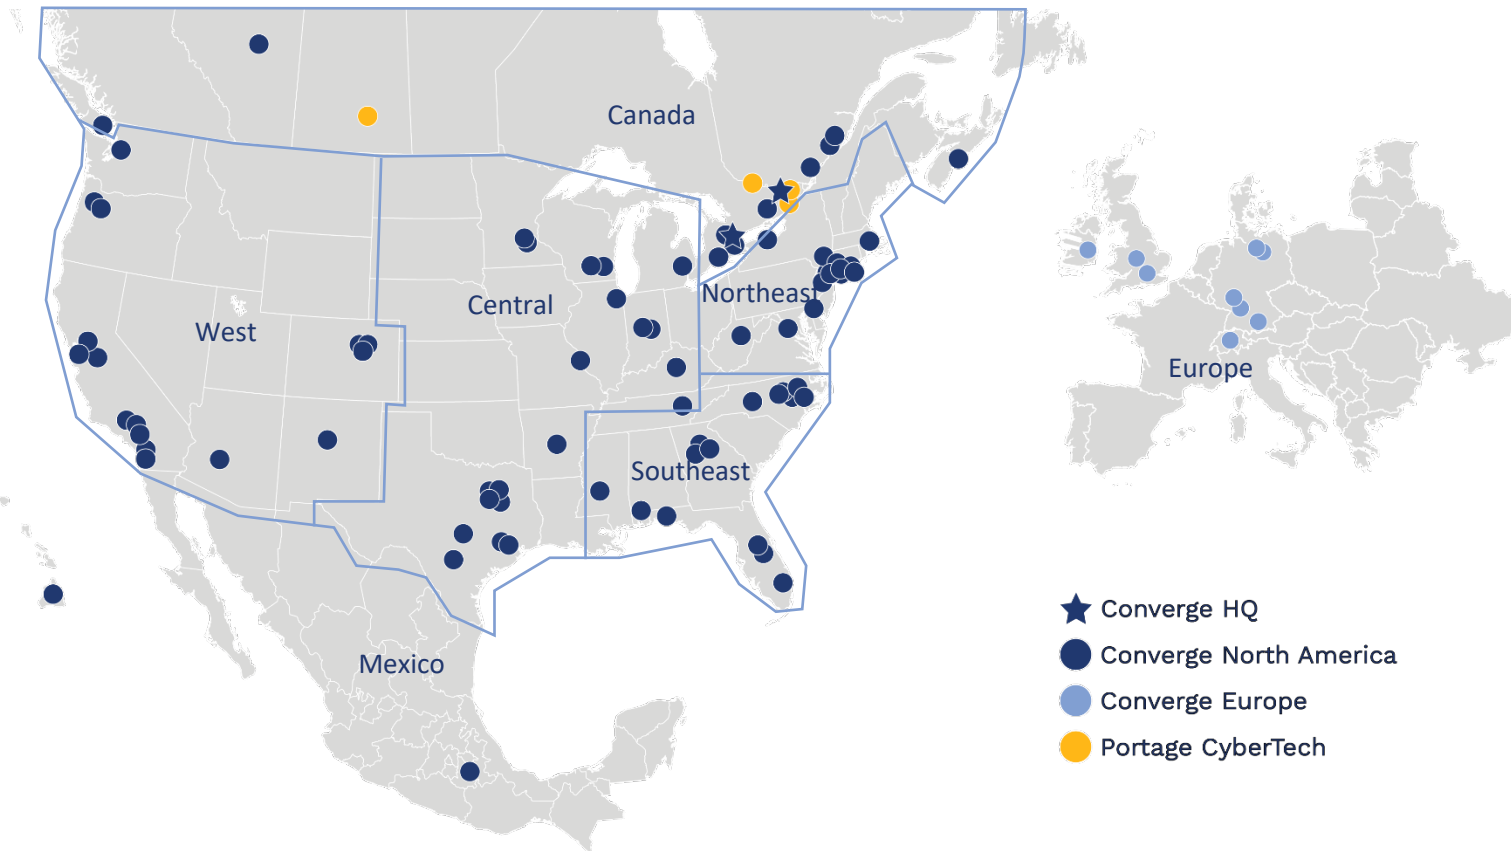 Canada
Northeast
Central
West
Europe
Southeast
Mexico
Converge HQ
Converge North America
Converge Europe
Portage CyberTech